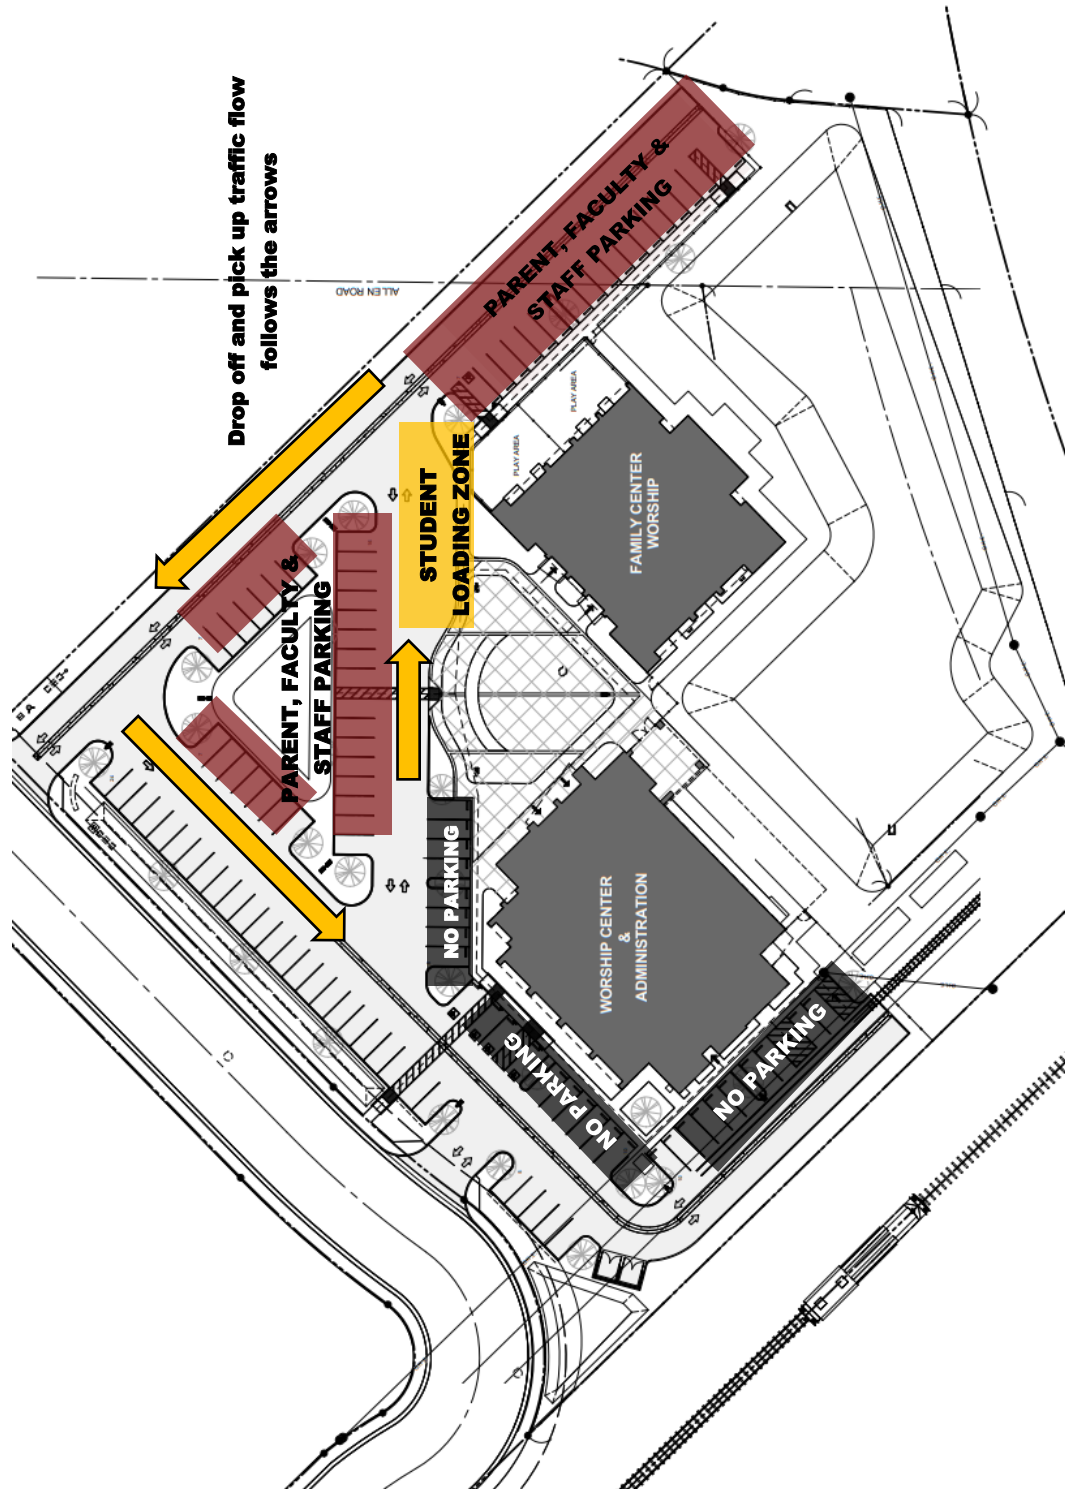 Drop off and pick up traffic flow
follows the arrows
ALLEN ROAD
PARENT, FACULTY &
STAFF PARKING
PLAY AREA
PLAY AREA
STUDENT
LOADING ZONE
FAMILY CENTER
WORSHIP
PARENT, FACULTY &
STAFF PARKING
NO PARKING
WORSHIP CENTER
&
ADMINISTRATION
NO PARKING
NO PARKING